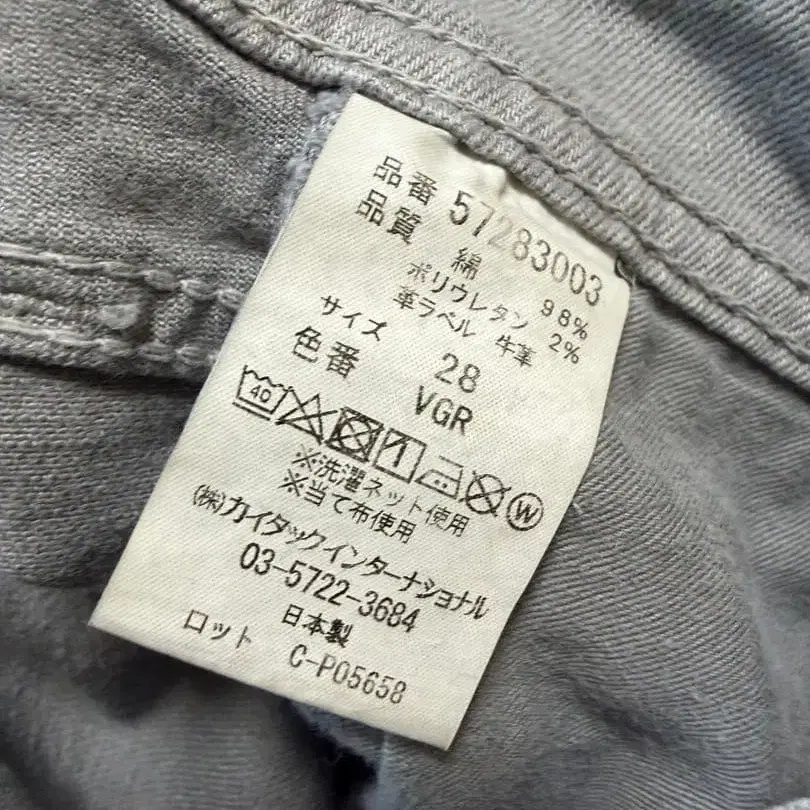 品番 57283003
品質 綿 98%
ポリウレタン 2%
革ラベル 牛革
サイズ 28
色番 VGR
40 W
※洗濯ネット使用
※当て布使用
(株)カイタックインターナショナル
03-5722-3684
日本製
ロット C-P05658